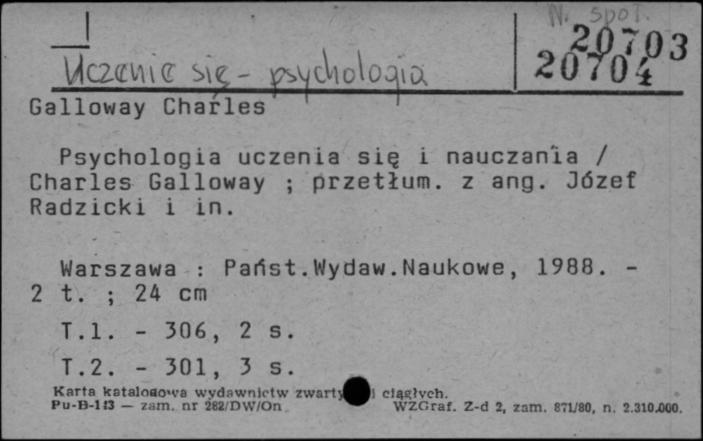 N. spot.
20703
20704
Uczenie się - psychologia
Galloway Charles
Psychologia uczenia się i nauczania /
Charles Galloway ; przetłum. z ang. Józef
Radzicki i in.
Warszawa : Państ.Wydaw.Naukowe, 1988. -
2 t. ; 24 cm
T.1. - 306, 2 s.
T.2. - 301, 3 s.
Karta katalogowa wydawnictw zwarty i ciągłych.
Pu-B-113 — zam. nr 282/DW/On WZGraf. Z-d 2, zam. 871/80, n. 2.310.000.